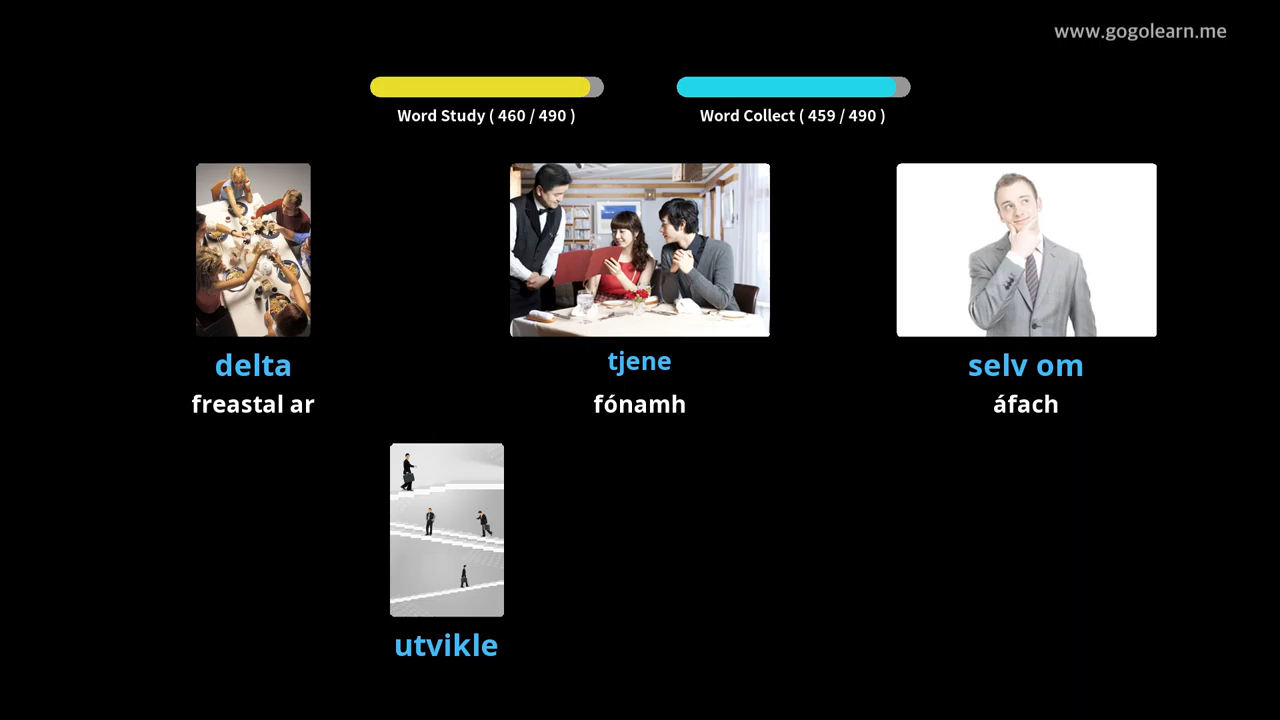 www.gogolearn.me
Word Study ( 460 / 490 )
Word Collect ( 459 / 490 )
delta
tjene
selv om
freastal ar
fónamh
áfach
utvikle